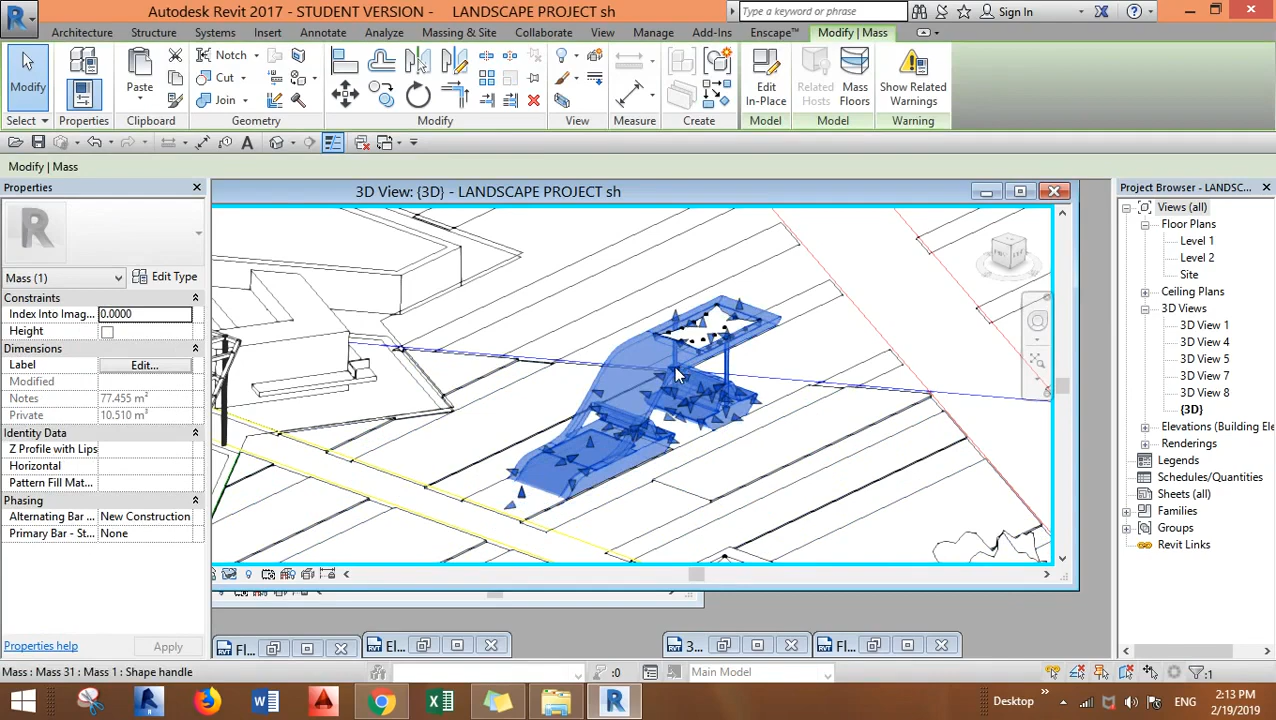 Autodesk Revit 2017 - STUDENT VERSION - LANDSCAPE PROJECT sh
Type a keyword or phrase
Sign In
Architecture Structure Systems Insert Annotate Analyze Massing & Site Collaborate View Manage Add-Ins Enscape™ Modify | Mass
Modify
Paste
Notch
Cut
Join
Edit In-Place
Related Hosts
Mass Floors
Show Related Warnings
Select Properties Clipboard Geometry Modify View Measure Create Model Model Warning
Modify | Mass
Properties
3D View: {3D} - LANDSCAPE PROJECT sh
Project Browser - LANDSC...
Mass (1)
Edit Type
Constraints
Index Into Imag... 0.0000
Height
Dimensions
Label Edit...
Modified
Notes 77.455 m²
Private 10.510 m³
Identity Data
Z Profile with Lips
Horizontal
Pattern Fill Mat...
Phasing
Alternating Bar ... New Construction
Primary Bar - St... None
Properties help
Apply
Views (all)
Floor Plans
Level 1
Level 2
Site
Ceiling Plans
3D Views
3D View 1
3D View 4
3D View 5
3D View 7
3D View 8
{3D}
Elevations (Building Ele
Renderings
Legends
Schedules/Quantities
Sheets (all)
Families
Groups
Revit Links
Fl...
El...
3...
Fl...
Mass : Mass 31 : Mass 1 : Shape handle
:0
Main Model
:1
Desktop
ENG
2:13 PM
2/19/2019